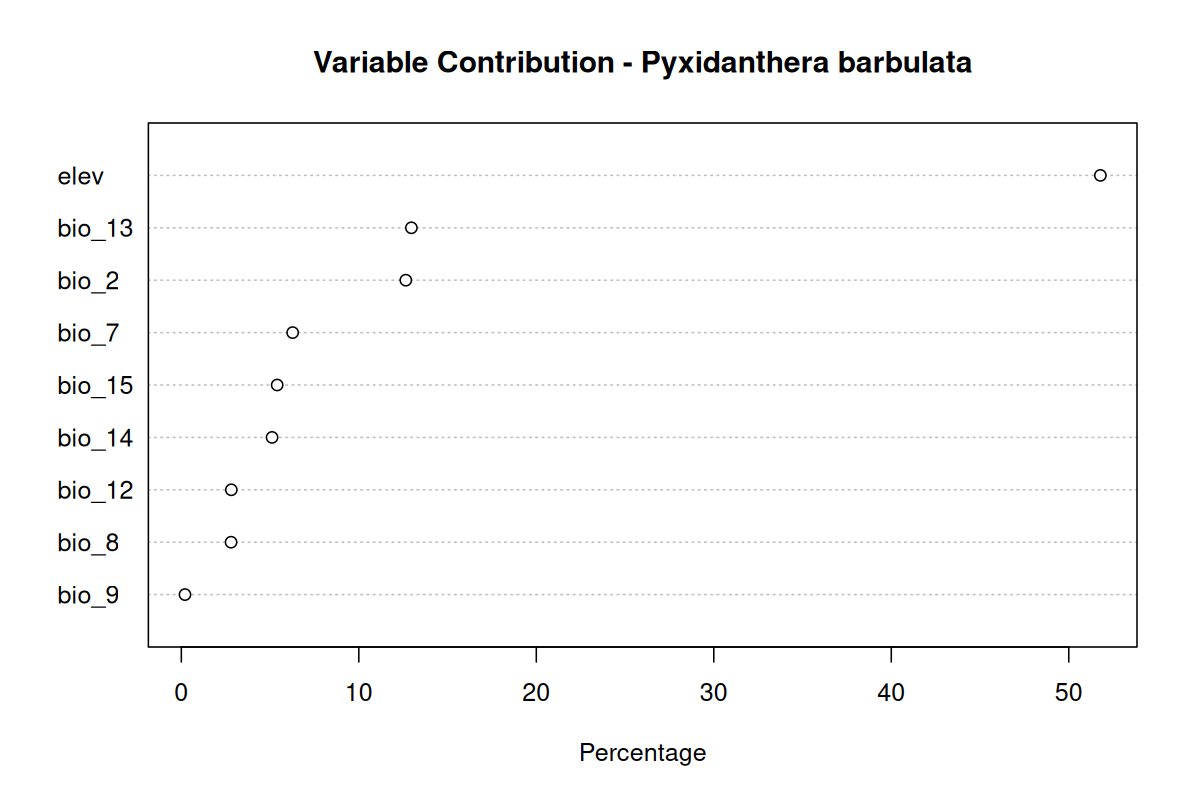 Variable Contribution - Pyxidanthera barbulata
elev
bio_13
bio_2
bio_7
bio_15
bio_14
bio_12
bio_8
bio_9
0 10 20 30 40 50
Percentage